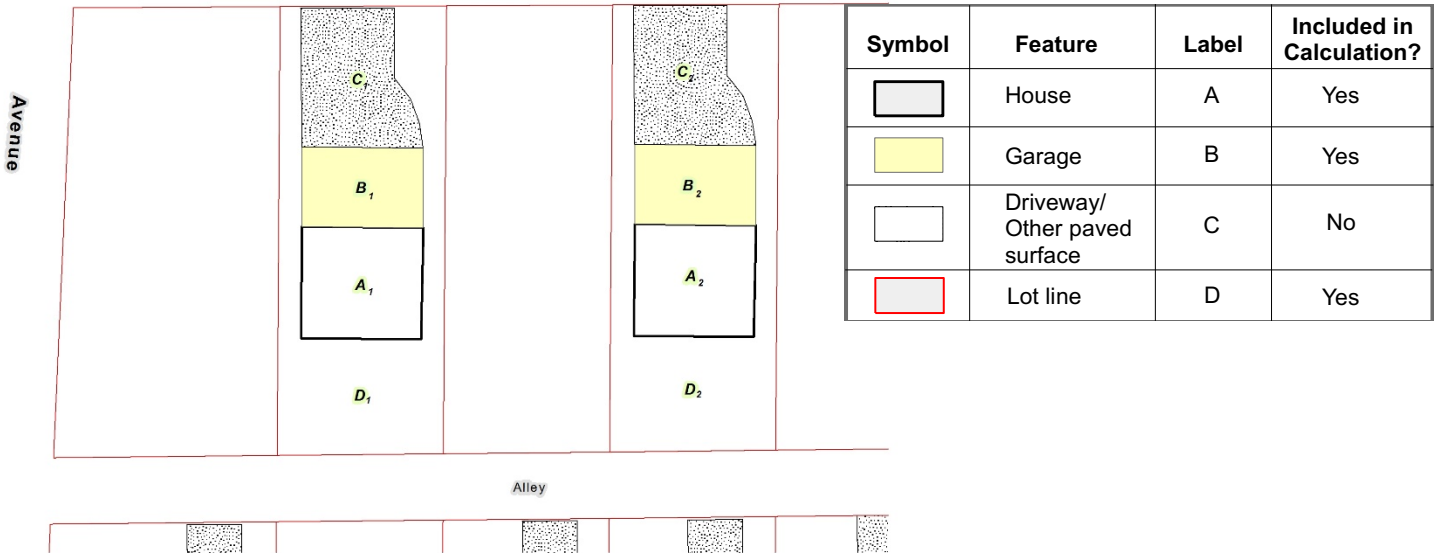 Avenue
C₁
C₂
B₁
B₂
A₁
A₂
D₁
D₂
Alley
Symbol Feature Label Included in
Calculation?
House A Yes
Garage B Yes
Driveway/
Other paved
surface C No
Lot line D Yes